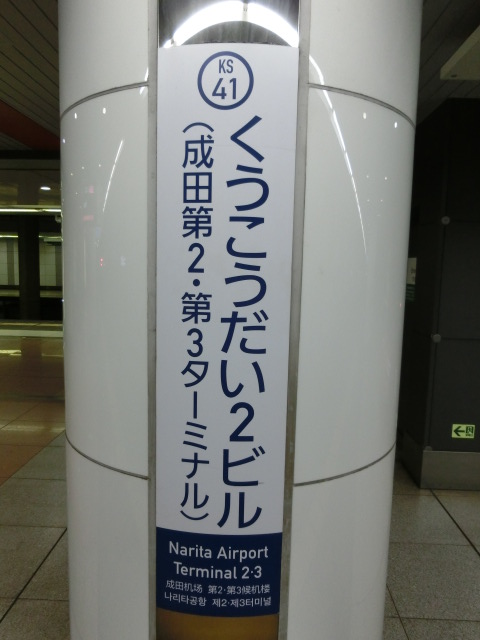 KS
41
くうこうだい2ビル
(成田第2・第3ターミナル)
Narita Airport
Terminal 2·3
成田机场 第2·第3候机楼
나리타공항 제2·제3터미널